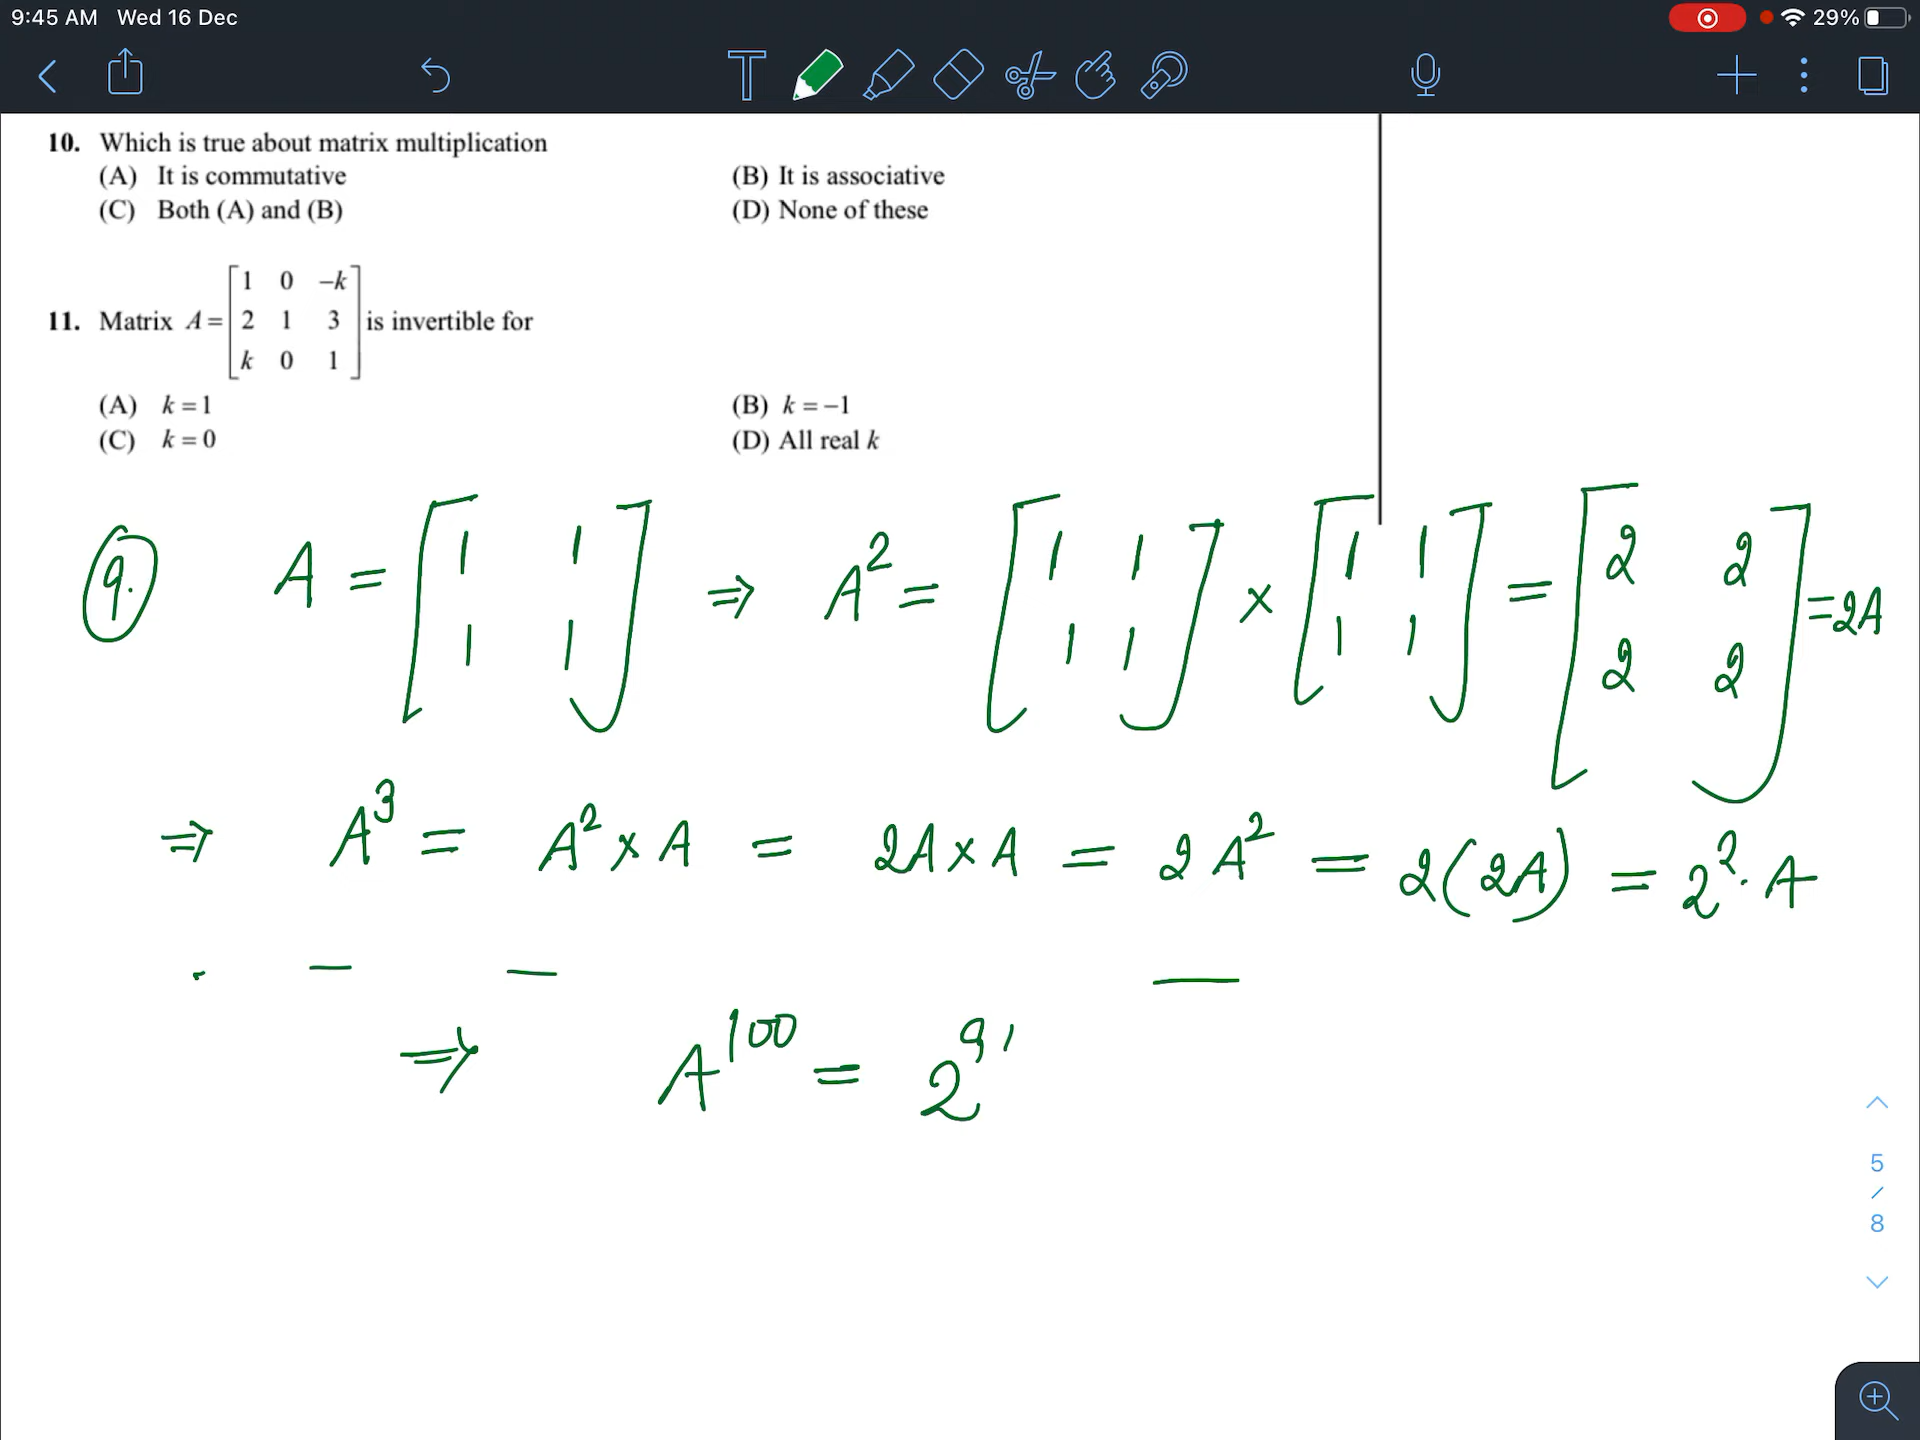 9:45 AM Wed 16 Dec
29%
T
10. Which is true about matrix multiplication
(A) It is commutative (B) It is associative
(C) Both (A) and (B) (D) None of these
11. Matrix A = [1 0 −k; 2 1 3; k 0 1] is invertible for
(A) k = 1 (B) k = −1
(C) k = 0 (D) All real k
9. A = [1 1; 1 1] ⇒ A² = [1 1; 1 1] × [1 1; 1 1] = [2 2; 2 2] = 2A
⇒ A³ = A² × A = 2A × A = 2A² = 2(2A) = 2² · A
⇒ A¹⁰⁰ = 2⁹
5
/
8